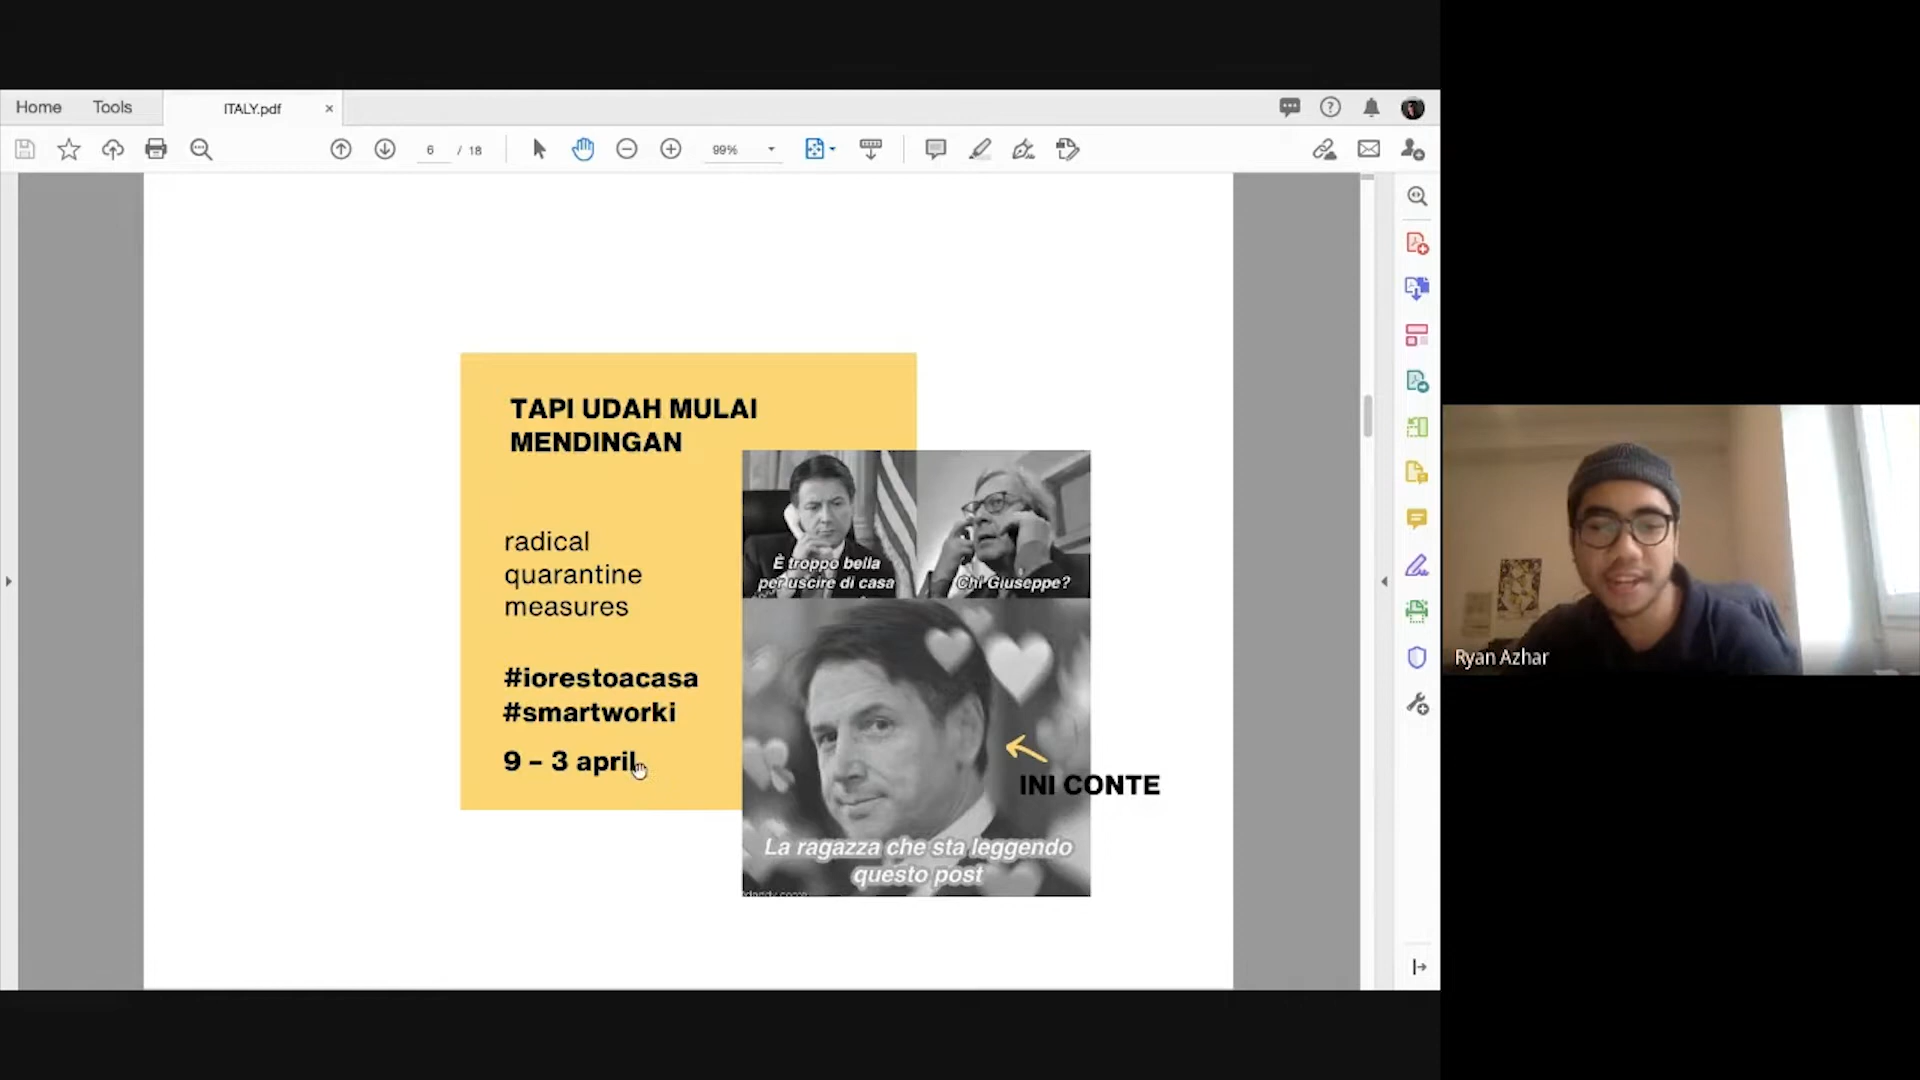 Home Tools ITALY.pdf
6 / 18 99%
TAPI UDAH MULAI
MENDINGAN
radical
quarantine
measures
#iorestoacasa
#smartworki
9 – 3 april
È troppo bella
per uscire di casa
Chi Giuseppe?
INI CONTE
La ragazza che sta leggendo
questo post
Ryan Azhar